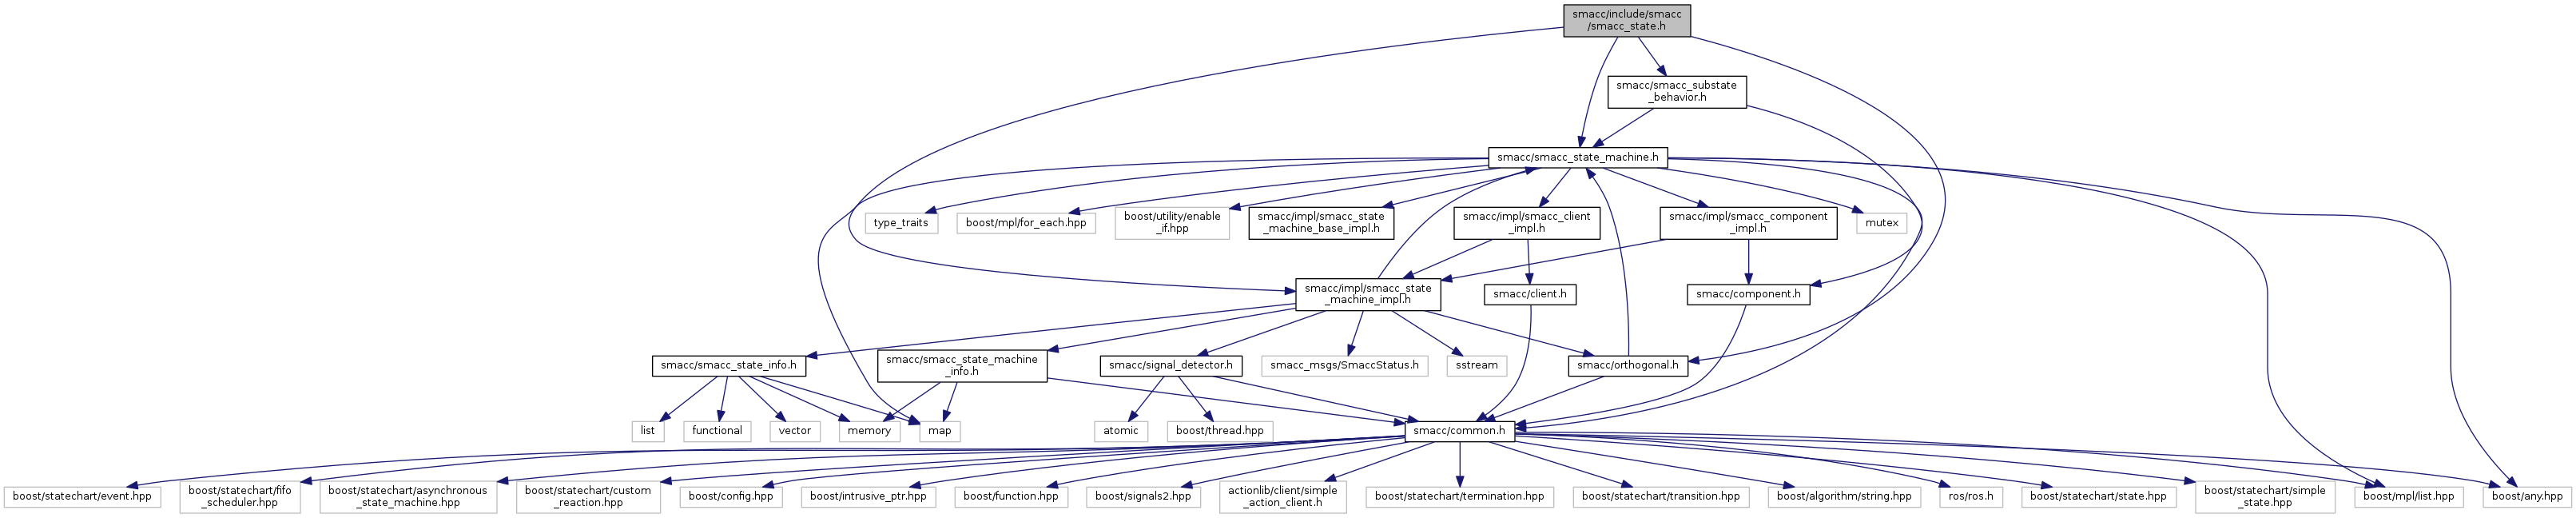 smacc/include/smacc
/smacc_state.h
smacc/smacc_substate
_behavior.h
smacc/smacc_state_machine.h
type_traits
boost/mpl/for_each.hpp
boost/utility/enable
_if.hpp
smacc/impl/smacc_state
_machine_base_impl.h
smacc/impl/smacc_client
_impl.h
smacc/impl/smacc_component
_impl.h
mutex
smacc/impl/smacc_state
_machine_impl.h
smacc/client.h
smacc/component.h
smacc/smacc_state_info.h
smacc/smacc_state_machine
_info.h
smacc/signal_detector.h
smacc_msgs/SmaccStatus.h
sstream
smacc/orthogonal.h
list
functional
vector
memory
map
atomic
boost/thread.hpp
smacc/common.h
boost/statechart/event.hpp
boost/statechart/fifo
_scheduler.hpp
boost/statechart/asynchronous
_state_machine.hpp
boost/statechart/custom
_reaction.hpp
boost/config.hpp
boost/intrusive_ptr.hpp
boost/function.hpp
boost/signals2.hpp
actionlib/client/simple
_action_client.h
boost/statechart/termination.hpp
boost/statechart/transition.hpp
boost/algorithm/string.hpp
ros/ros.h
boost/statechart/state.hpp
boost/statechart/simple
_state.hpp
boost/mpl/list.hpp
boost/any.hpp